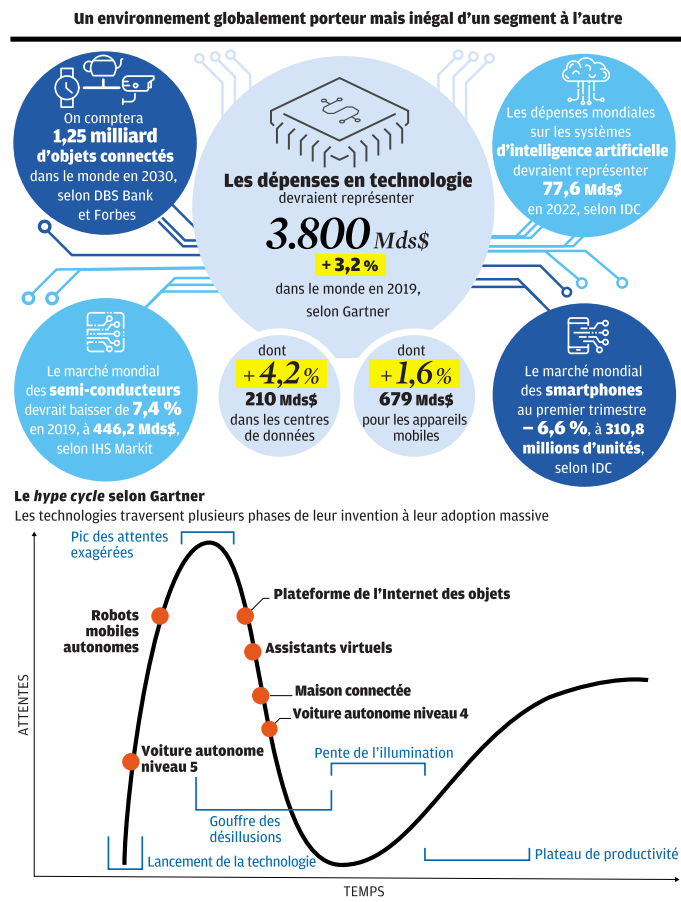 Un environnement globalement porteur mais inégal d'un segment à l'autre
On comptera
1,25 milliard
d'objets connectés
dans le monde en 2030,
selon DBS Bank
et Forbes
Les dépenses en technologie
devraient représenter
3.800 Mds$
+ 3,2 %
dans le monde en 2019,
selon Gartner
Les dépenses mondiales
sur les systèmes
d'intelligence artificielle
devraient représenter
77,6 Mds$
en 2022, selon IDC
Le marché mondial
des semi-conducteurs
devrait baisser de 7,4 %
en 2019, à 446,2 Mds$,
selon IHS Markit
dont
+ 4,2 %
210 Mds$
dans les centres
de données
dont
+ 1,6 %
679 Mds$
pour les appareils
mobiles
Le marché mondial
des smartphones
au premier trimestre
– 6,6 %, à 310,8
millions d'unités,
selon IDC
Le hype cycle selon Gartner
Les technologies traversent plusieurs phases de leur invention à leur adoption massive
Pic des attentes
exagérées
Plateforme de l'Internet des objets
Robots
mobiles
autonomes
Assistants virtuels
Maison connectée
Voiture autonome niveau 4
Voiture autonome
niveau 5
Pente de l'illumination
Gouffre des
désillusions
Lancement de la technologie
Plateau de productivité
ATTENTES
TEMPS